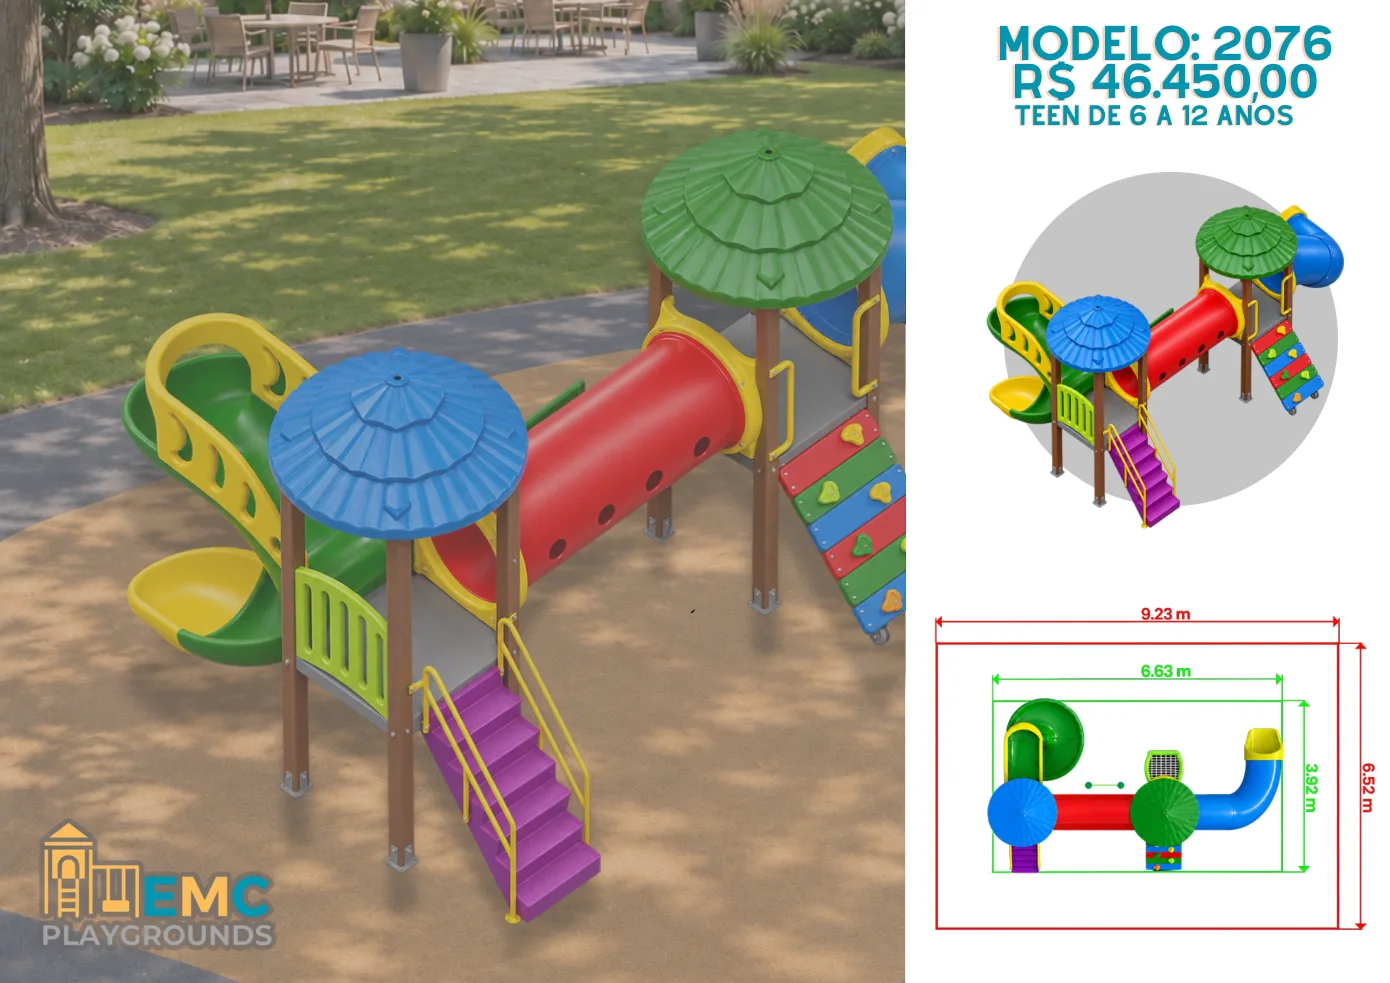 MODELO: 2076
R$ 46.450,00
TEEN DE 6 A 12 ANOS
9.23 m
6.63 m
3.92 m
6.52 m
EMC
PLAYGROUNDS